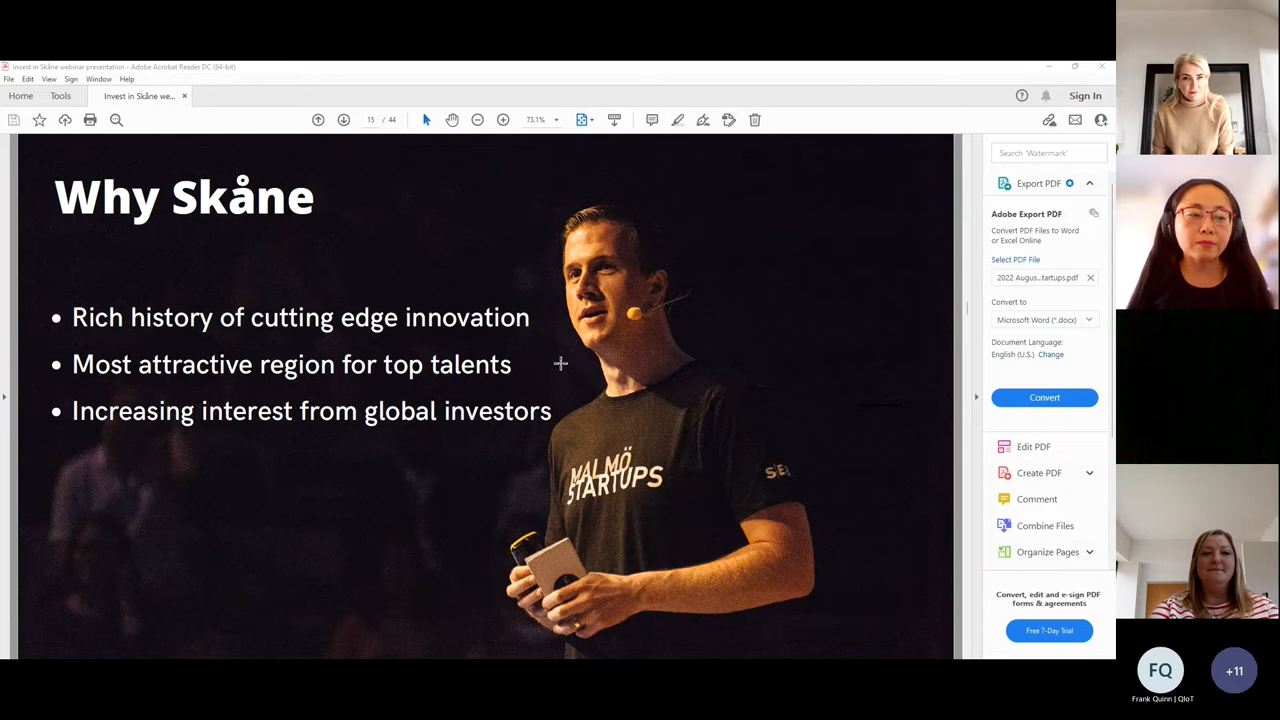 Invest in Skåne webinar presentation - Adobe Acrobat Reader DC (64-bit)
File Edit View Sign Window Help
Home Tools Invest in Skåne we... × Sign In
15 / 44 73.1%
Why Skåne
• Rich history of cutting edge innovation
• Most attractive region for top talents
• Increasing interest from global investors
MALMÖ
STARTUPS
Search 'Watermark'
Export PDF
Adobe Export PDF
Convert PDF Files to Word
or Excel Online
Select PDF File
2022 Augus...tartups.pdf
Convert to
Microsoft Word (*.docx)
Document Language:
English (U.S.) Change
Convert
Edit PDF
Create PDF
Comment
Combine Files
Organize Pages
Convert, edit and e-sign PDF
forms & agreements
Free 7-Day Trial
FQ
+11
Frank Quinn | QIoT